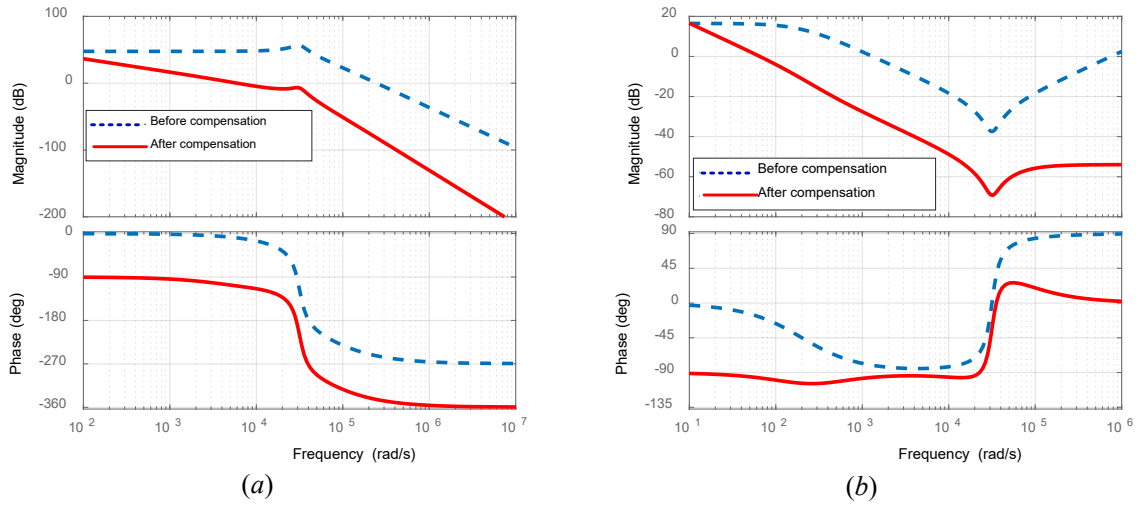 100
0
-100
-200
Magnitude (dB)
Before compensation
After compensation
0
-90
-180
-270
-360
Phase (deg)
10 2
10 3
10 4
10 5
10 6
10 7
Frequency (rad/s)
(a)
20
0
-20
-40
-60
-80
Magnitude (dB)
Before compensation
After compensation
90
45
0
-45
-90
-135
Phase (deg)
10 1
10 2
10 3
10 4
10 5
10 6
Frequency (rad/s)
(b)